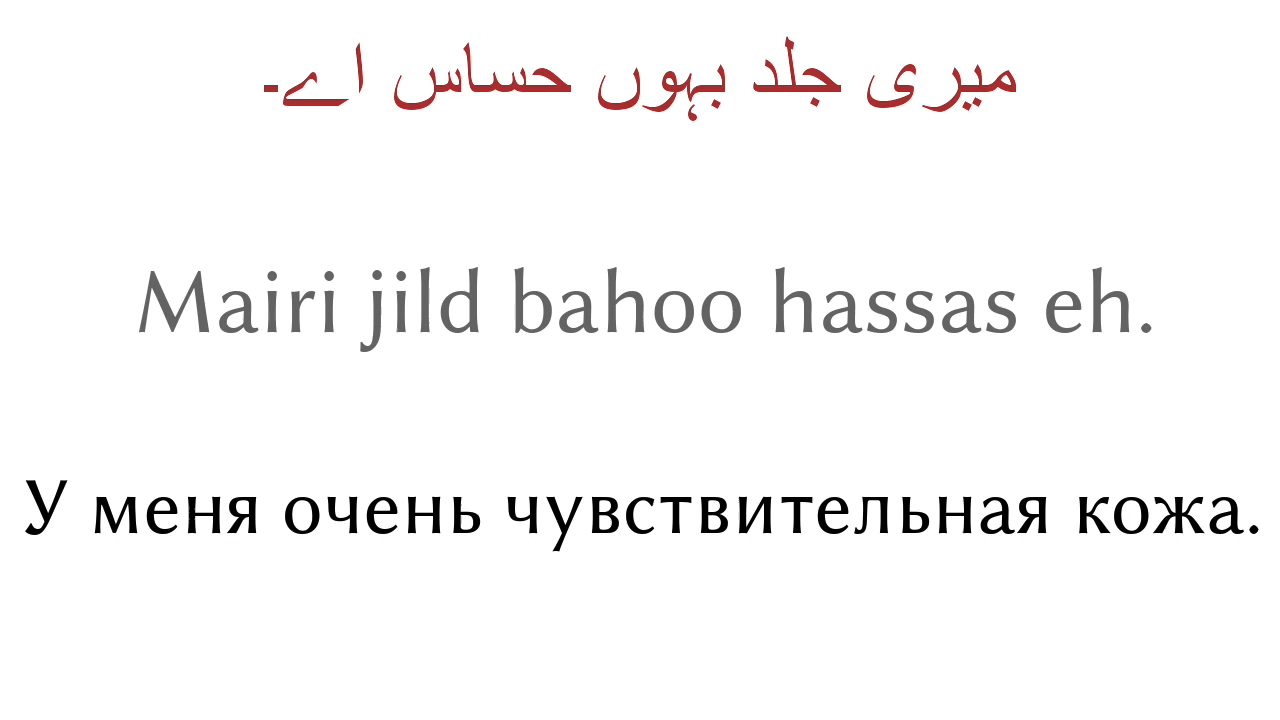 میری جلد بہوں حساس اے۔
Mairi jild bahoo hassas eh.
У меня очень чувствительная кожа.